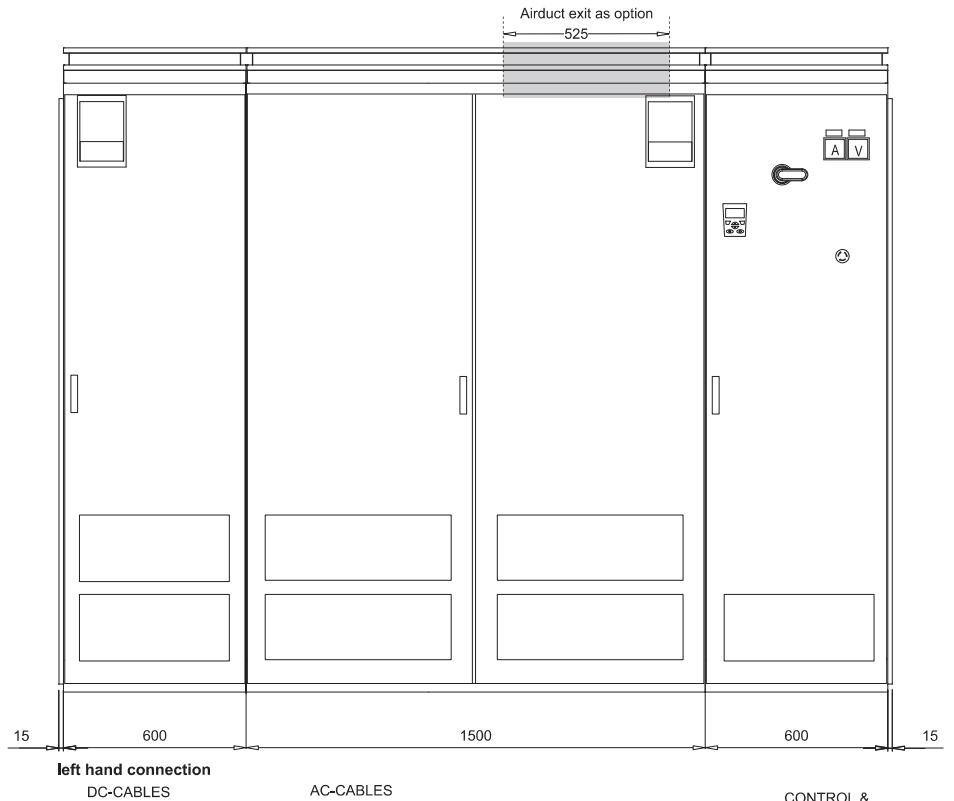 Airduct exit as option
525
A V
15 600 1500 600 15
left hand connection
DC-CABLES AC-CABLES CONTROL &